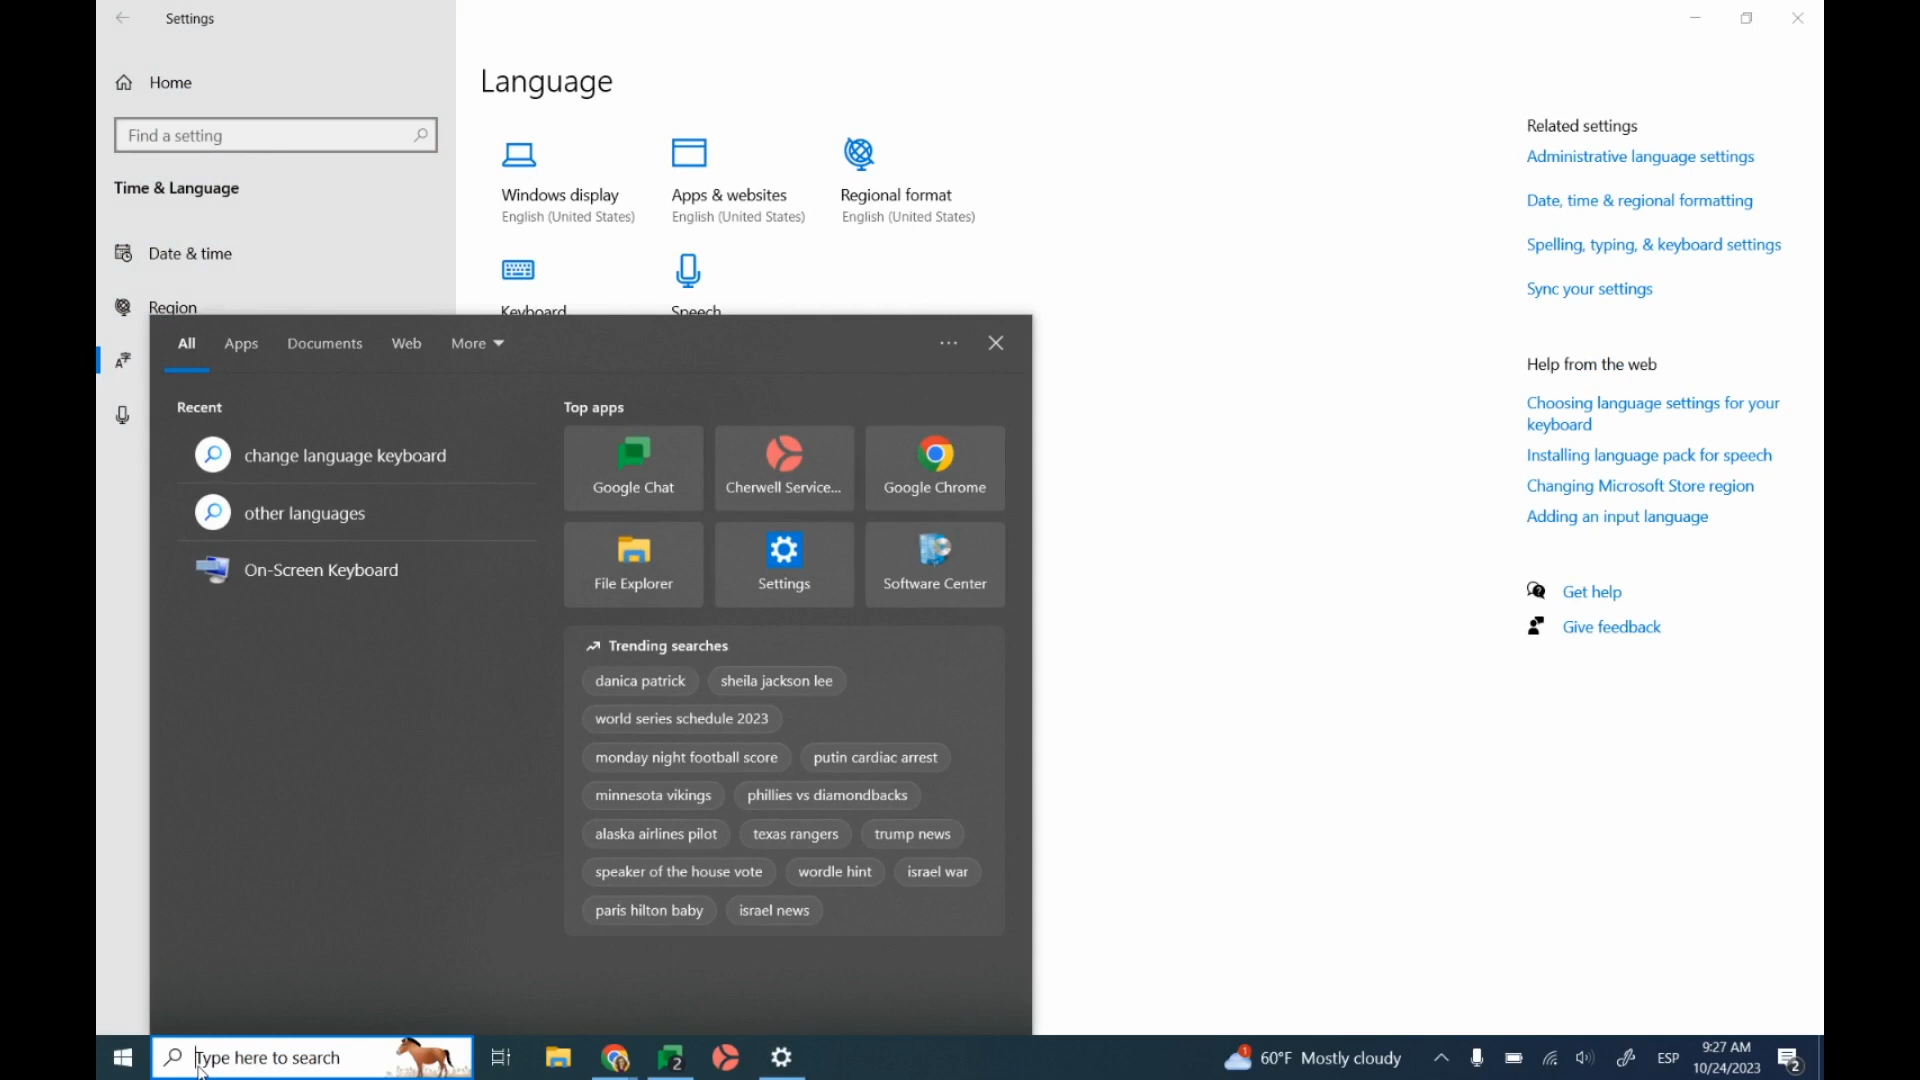 Settings
Home
Find a setting
Time & Language
Date & time
Region
Language
Windows display
English (United States)
Apps & websites
English (United States)
Regional format
English (United States)
Keyboard
Speech
Related settings
Administrative language settings
Date, time & regional formatting
Spelling, typing, & keyboard settings
Sync your settings
Help from the web
Choosing language settings for your
keyboard
Installing language pack for speech
Changing Microsoft Store region
Adding an input language
Get help
Give feedback
All Apps Documents Web More
Recent
change language keyboard
other languages
On-Screen Keyboard
Top apps
Google Chat
Cherwell Service...
Google Chrome
File Explorer
Settings
Software Center
Trending searches
danica patrick
sheila jackson lee
world series schedule 2023
monday night football score
putin cardiac arrest
minnesota vikings
phillies vs diamondbacks
alaska airlines pilot
texas rangers
trump news
speaker of the house vote
wordle hint
israel war
paris hilton baby
israel news
Type here to search
2
1
60°F Mostly cloudy
ESP
9:27 AM
10/24/2023
2